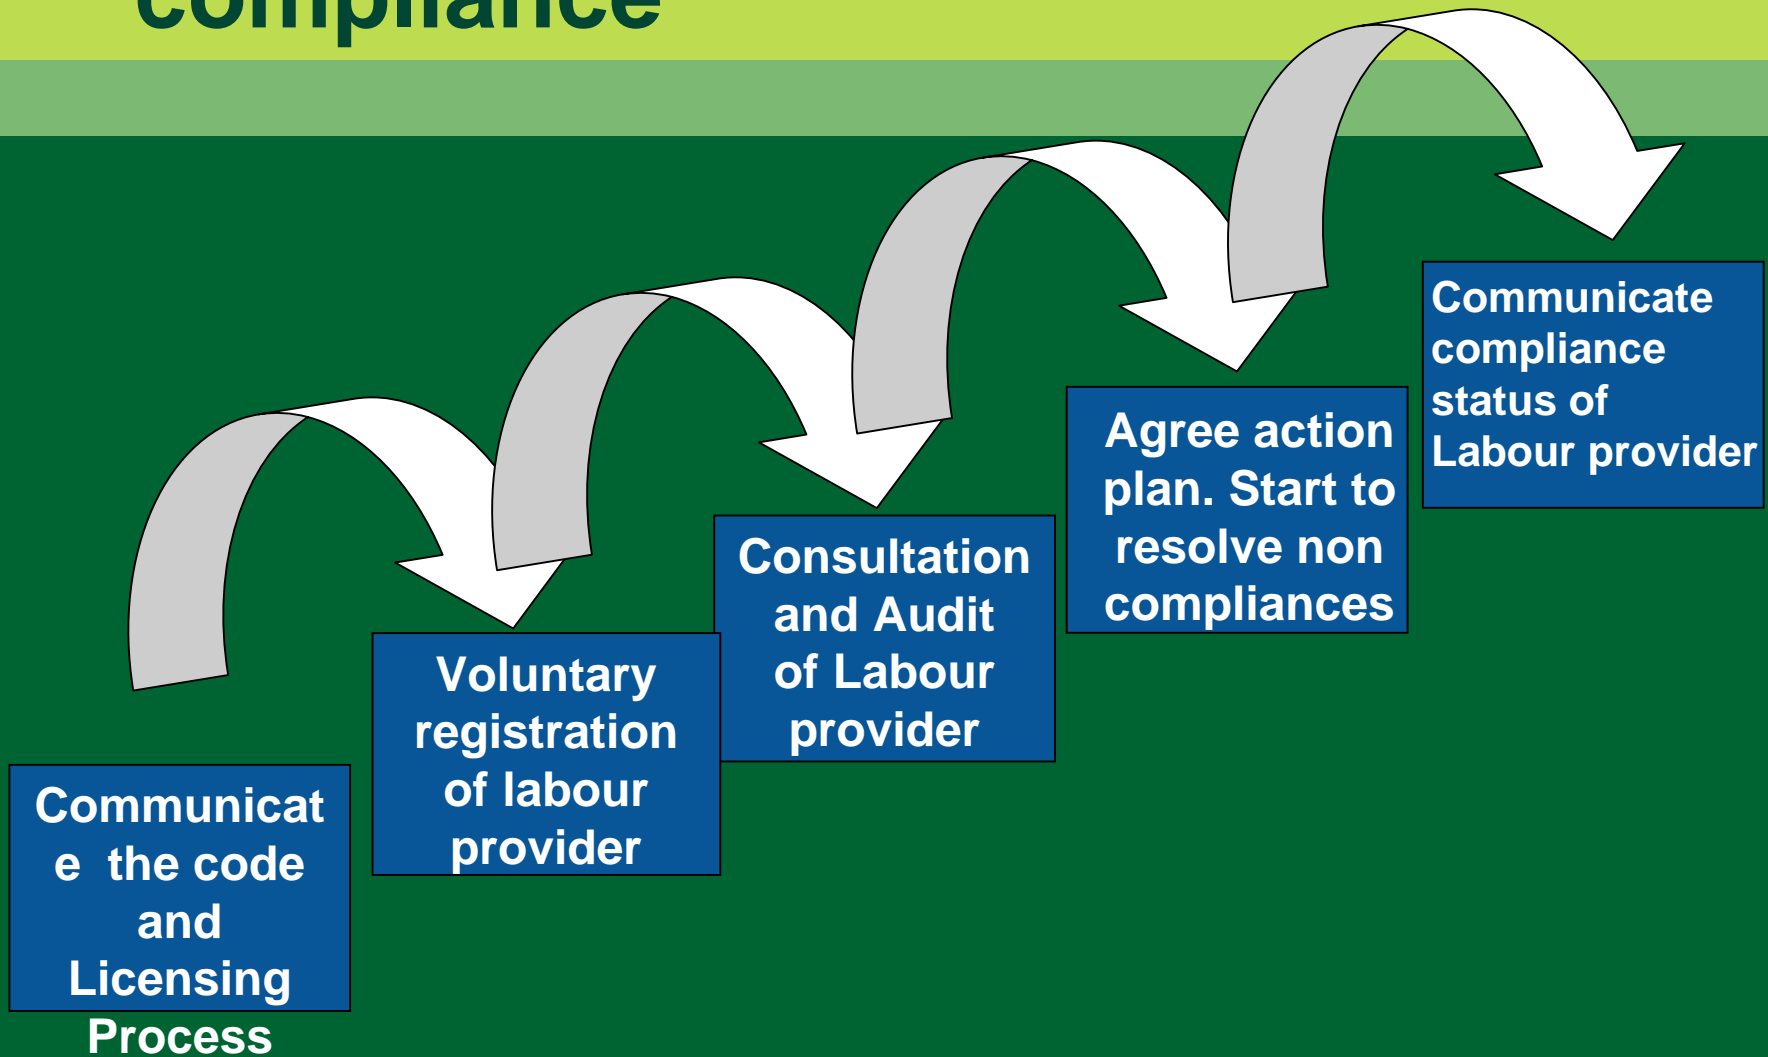 compliance
Communicat
e the code
and
Licensing
Process
Voluntary
registration
of labour
provider
Consultation
and Audit
of Labour
provider
Agree action
plan. Start to
resolve non
compliances
Communicate
compliance
status of
Labour provider